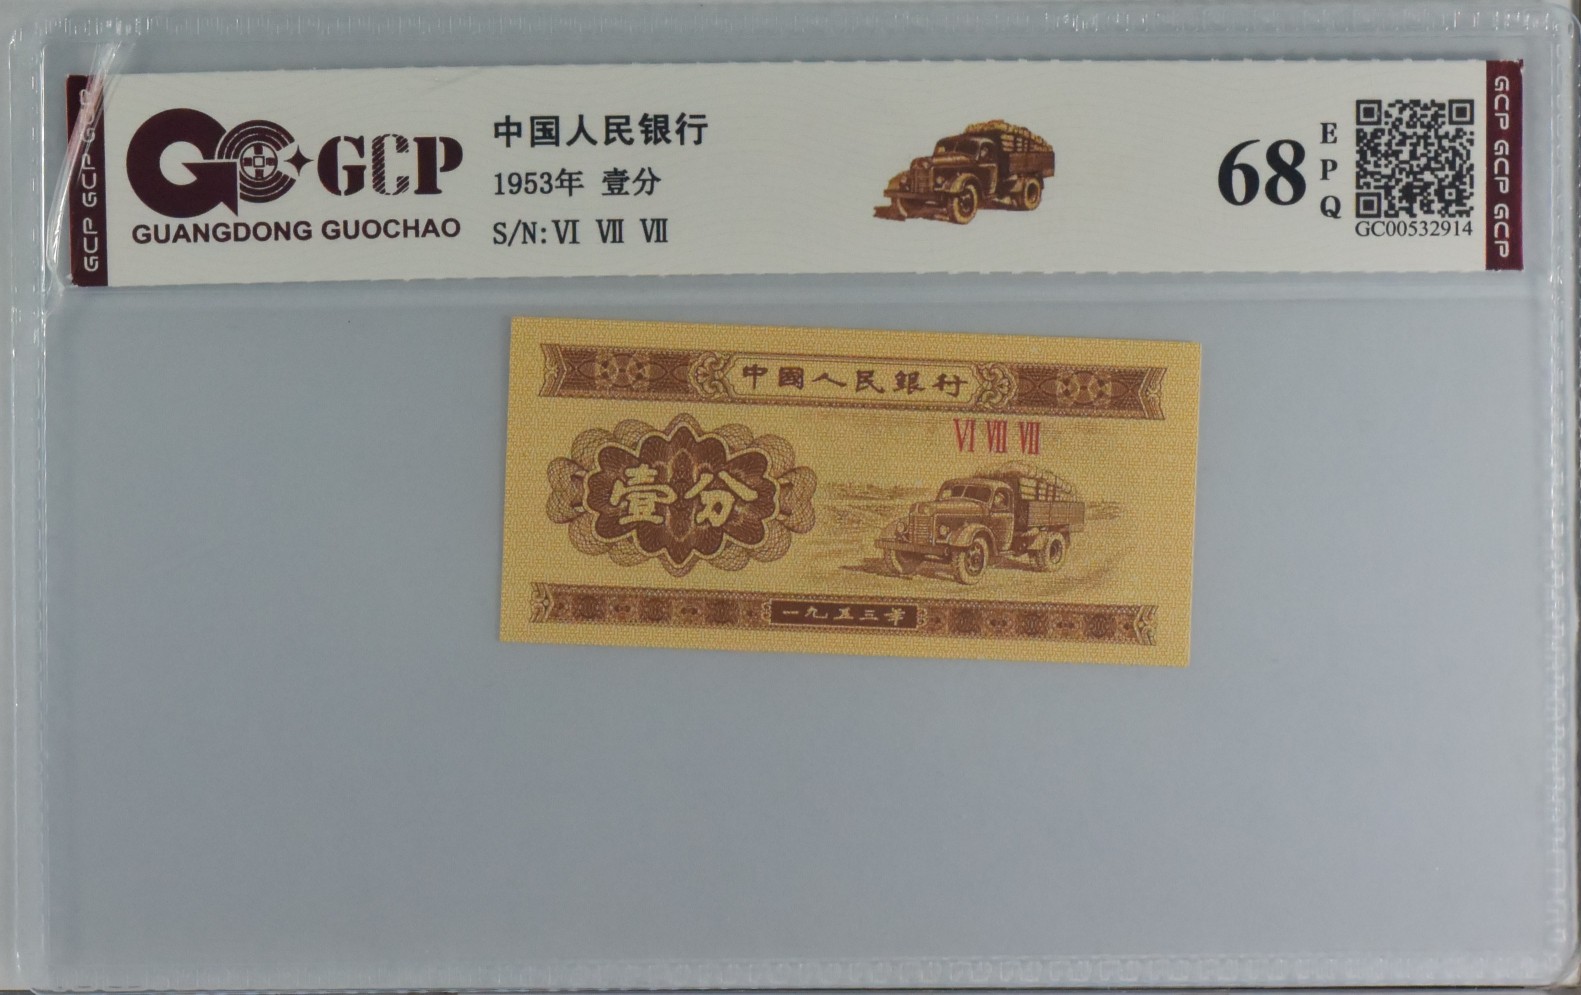 GCP GCP GCP
GCP
GUANGDONG GUOCHAO
中国人民银行
1953年 壹分
S/N: VI VII VII
68
EPQ
GC00532914
GCP GCP GCP
中國人民銀行
VI VII VII
壹分
一九五三年